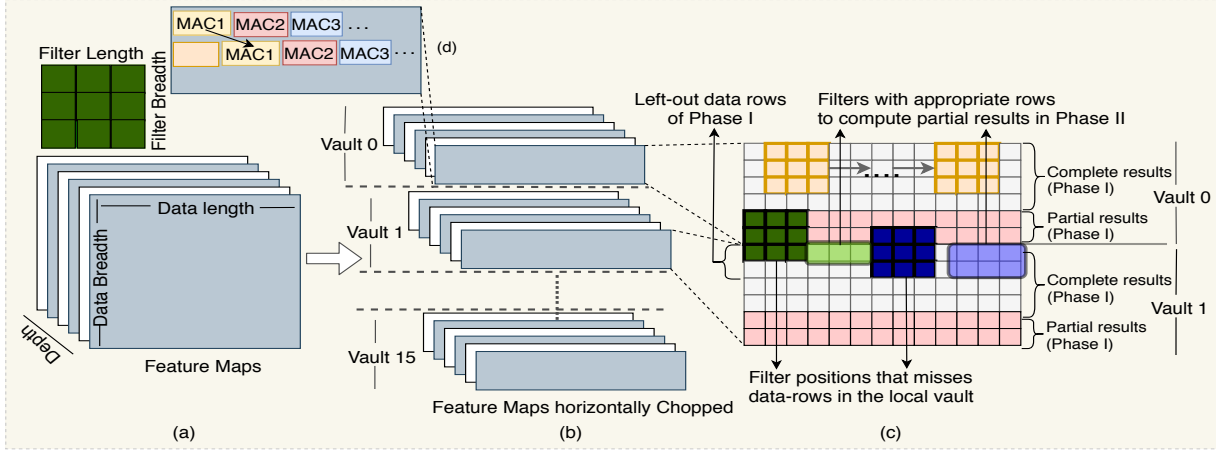 MAC1 MAC2 MAC3 ...
MAC1 MAC2 MAC3 ...
(d)
Filter Length
Filter Breadth
Data length
Data Breadth
Depth
Feature Maps
(a)
Vault 0
Vault 1
Vault 15
Feature Maps horizontally Chopped
(b)
Left-out data rows
of Phase I
Filters with appropriate rows
to compute partial results in Phase II
....
Complete results
(Phase I)
Partial results
(Phase I)
Vault 0
Complete results
(Phase I)
Vault 1
Partial results
(Phase I)
Filter positions that misses
data-rows in the local vault
(c)